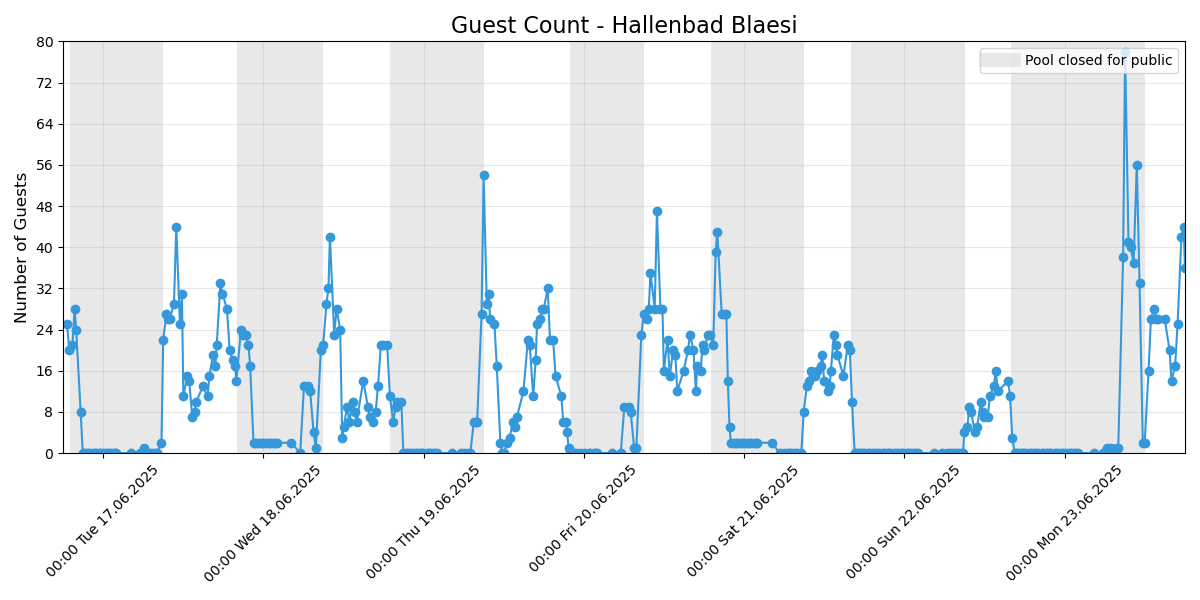 Guest Count - Hallenbad Blaesi
Pool closed for public
Number of Guests
80
72
64
56
48
40
32
24
16
8
0
00:00 Tue 17.06.2025
00:00 Wed 18.06.2025
00:00 Thu 19.06.2025
00:00 Fri 20.06.2025
00:00 Sat 21.06.2025
00:00 Sun 22.06.2025
00:00 Mon 23.06.2025